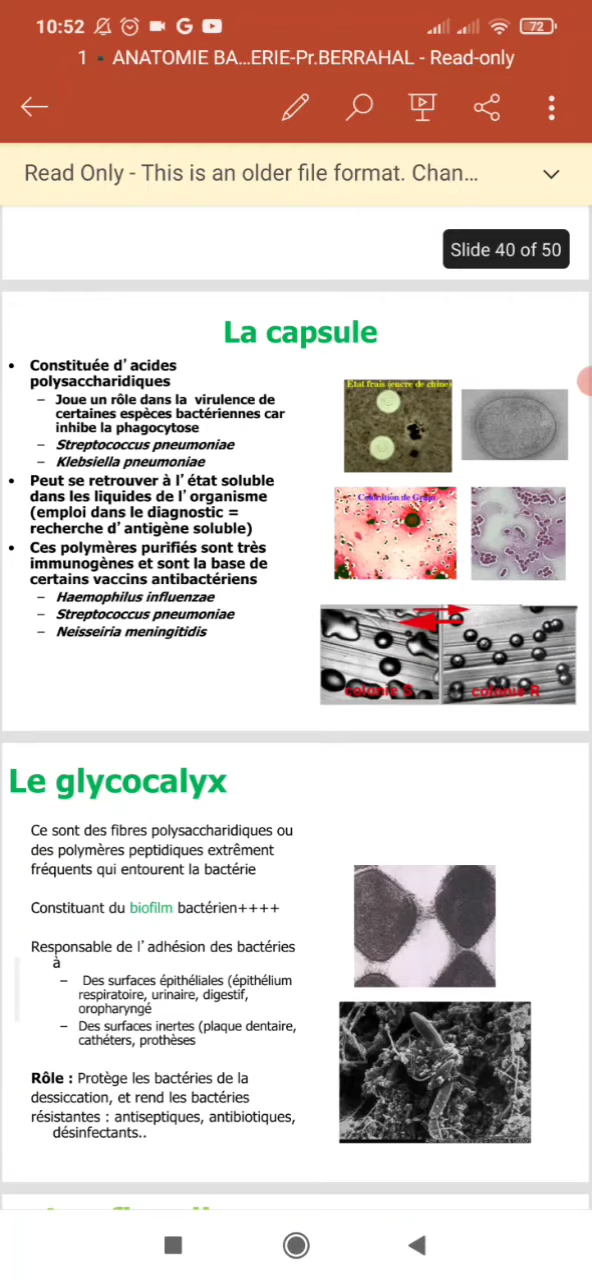 10:52
72
1 • ANATOMIE BA...ERIE-Pr.BERRAHAL - Read-only
Read Only - This is an older file format. Chan...
Slide 40 of 50
La capsule
• Constituée d’acides
polysaccharidiques
– Joue un rôle dans la virulence de
certaines espèces bactériennes car
inhibe la phagocytose
– Streptococcus pneumoniae
– Klebsiella pneumoniae
• Peut se retrouver à l’état soluble
dans les liquides de l’organisme
(emploi dans le diagnostic =
recherche d’antigène soluble)
• Ces polymères purifiés sont très
immunogènes et sont la base de
certains vaccins antibactériens
– Haemophilus influenzae
– Streptococcus pneumoniae
– Neisseiria meningitidis
Etat frais (encre de chine)
Coloration de Gram
colonie S
colonie R
Le glycocalyx
Ce sont des fibres polysaccharidiques ou
des polymères peptidiques extrêment
fréquents qui entourent la bactérie
Constituant du biofilm bactérien++++
Responsable de l’adhésion des bactéries
à
– Des surfaces épithéliales (épithélium
respiratoire, urinaire, digestif,
oropharyngé
– Des surfaces inertes (plaque dentaire,
cathéters, prothèses
Rôle : Protège les bactéries de la
dessiccation, et rend les bactéries
résistantes : antiseptiques, antibiotiques,
désinfectants..